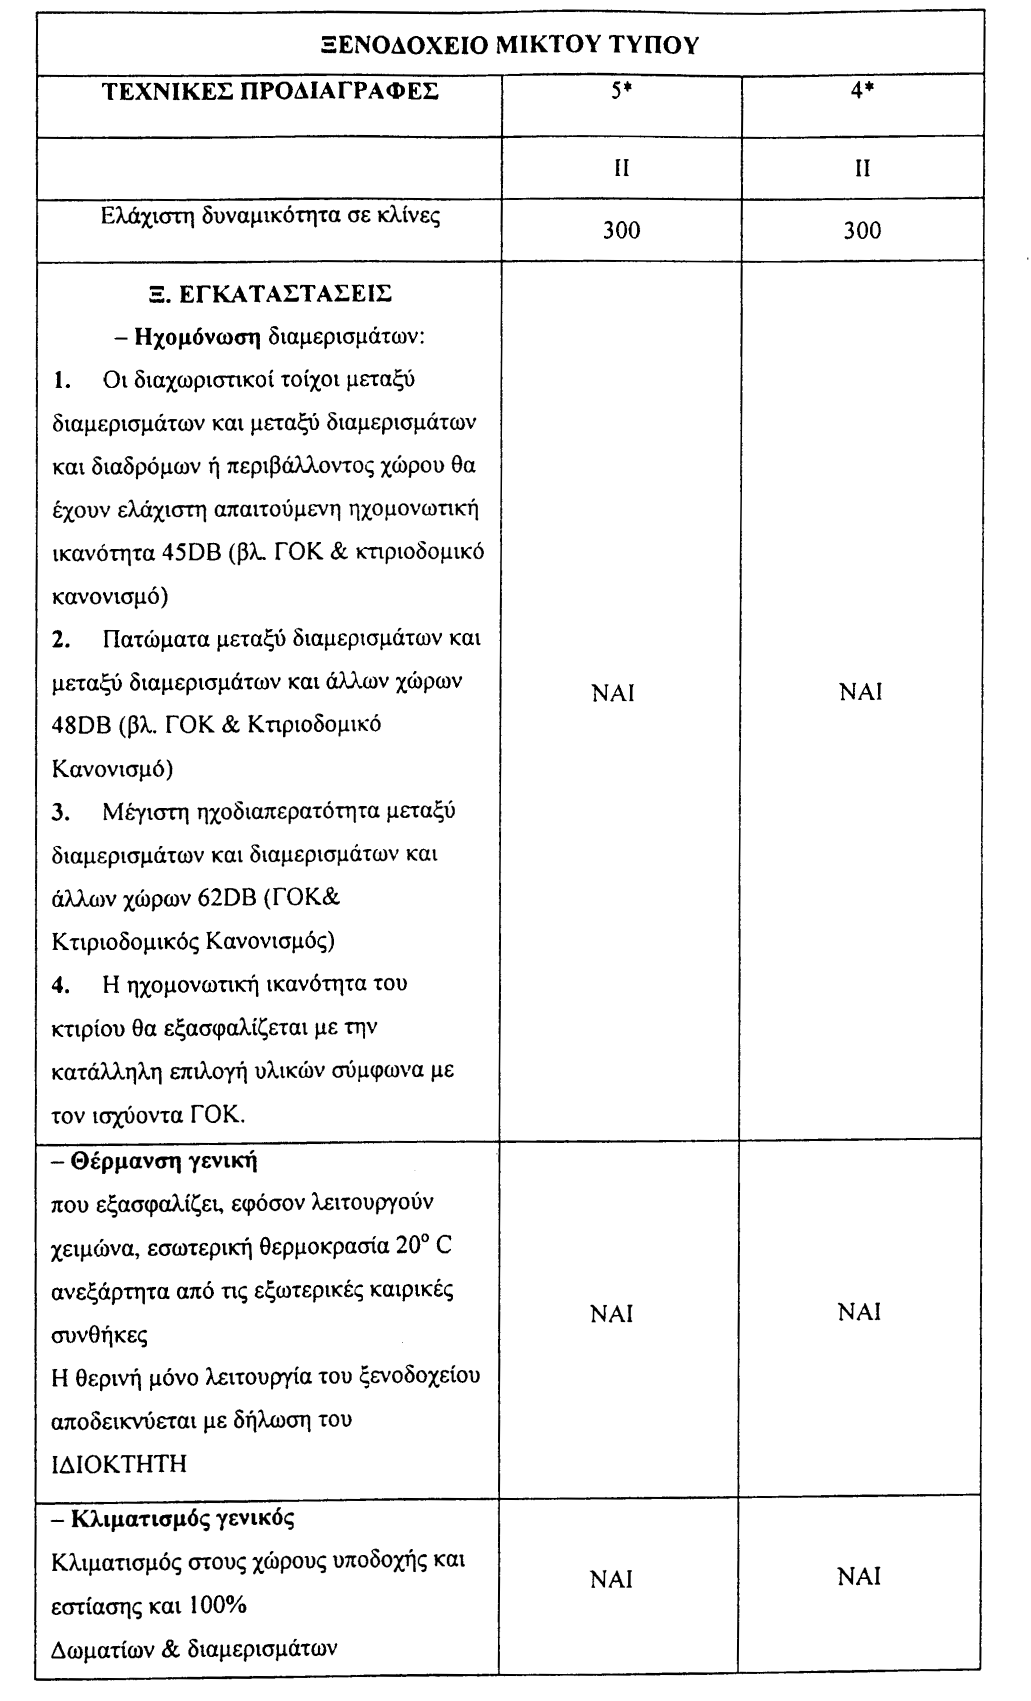 ΞΕΝΟΔΟΧΕΙΟ ΜΙΚΤΟΥ ΤΥΠΟΥ
ΤΕΧΝΙΚΕΣ ΠΡΟΔΙΑΓΡΑΦΕΣ 5* 4*
ΙΙ ΙΙ
Ελάχιστη δυναμικότητα σε κλίνες 300 300
Ξ. ΕΓΚΑΤΑΣΤΑΣΕΙΣ
– Ηχομόνωση διαμερισμάτων:
1. Οι διαχωριστικοί τοίχοι μεταξύ
διαμερισμάτων και μεταξύ διαμερισμάτων
και διαδρόμων ή περιβάλλοντος χώρου θα
έχουν ελάχιστη απαιτούμενη ηχομονωτική
ικανότητα 45DB (βλ. ΓΟΚ & κτιριοδομικό
κανονισμό)
2. Πατώματα μεταξύ διαμερισμάτων και
μεταξύ διαμερισμάτων και άλλων χώρων
48DB (βλ. ΓΟΚ & Κτιριοδομικό
Κανονισμό)
3. Μέγιστη ηχοδιαπερατότητα μεταξύ
διαμερισμάτων και διαμερισμάτων και
άλλων χώρων 62DB (ΓΟΚ&
Κτιριοδομικός Κανονισμός)
4. Η ηχομονωτική ικανότητα του
κτιρίου θα εξασφαλίζεται με την
κατάλληλη επιλογή υλικών σύμφωνα με
τον ισχύοντα ΓΟΚ.
ΝΑΙ ΝΑΙ
– Θέρμανση γενική
που εξασφαλίζει, εφόσον λειτουργούν
χειμώνα, εσωτερική θερμοκρασία 20° C
ανεξάρτητα από τις εξωτερικές καιρικές
συνθήκες
Η θερινή μόνο λειτουργία του ξενοδοχείου
αποδεικνύεται με δήλωση του
ΙΔΙΟΚΤΗΤΗ
ΝΑΙ ΝΑΙ
– Κλιματισμός γενικός
Κλιματισμός στους χώρους υποδοχής και
εστίασης και 100%
Δωματίων & διαμερισμάτων
ΝΑΙ ΝΑΙ